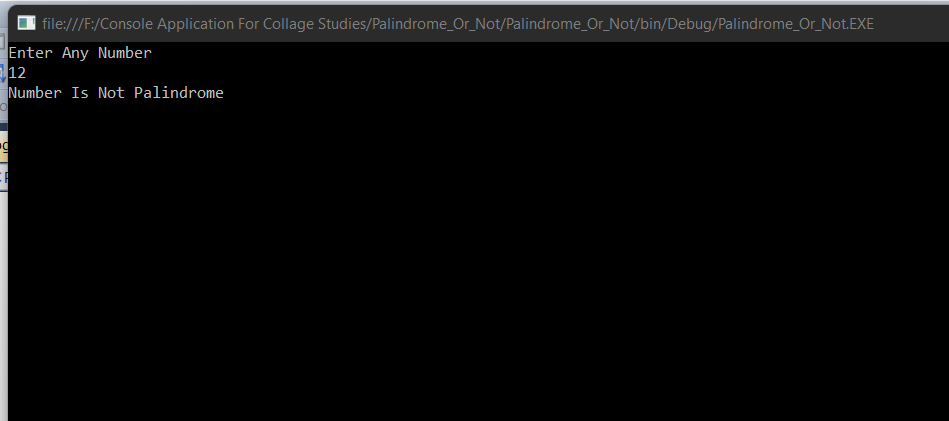 file:///F:/Console Application For Collage Studies/Palindrome_Or_Not/Palindrome_Or_Not/bin/Debug/Palindrome_Or_Not.EXE
Enter Any Number
12
Number Is Not Palindrome